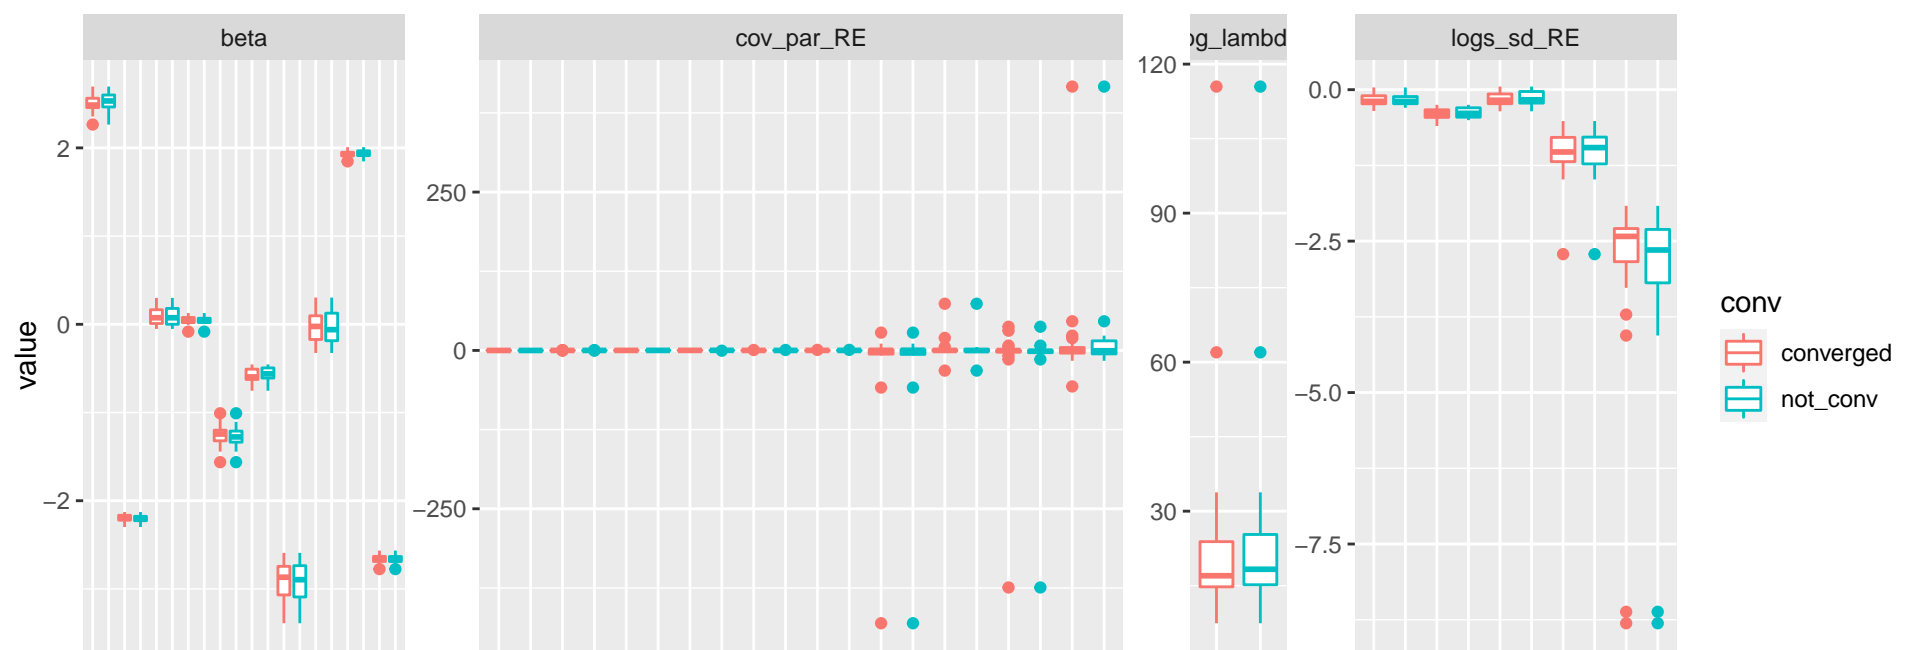 beta
cov_par_RE
og_lambd
logs_sd_RE
value
2
0
−2
250
0
−250
120
90
60
30
0.0
−2.5
−5.0
−7.5
conv
converged
not_conv